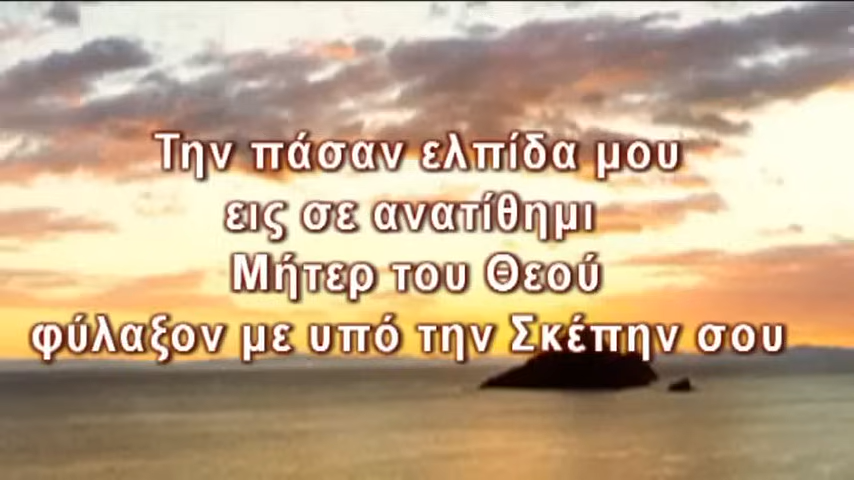 Την πάσαν ελπίδα μου
εις σε ανατίθημι
Μήτερ του Θεού
φύλαξον με υπό την Σκέπην σου